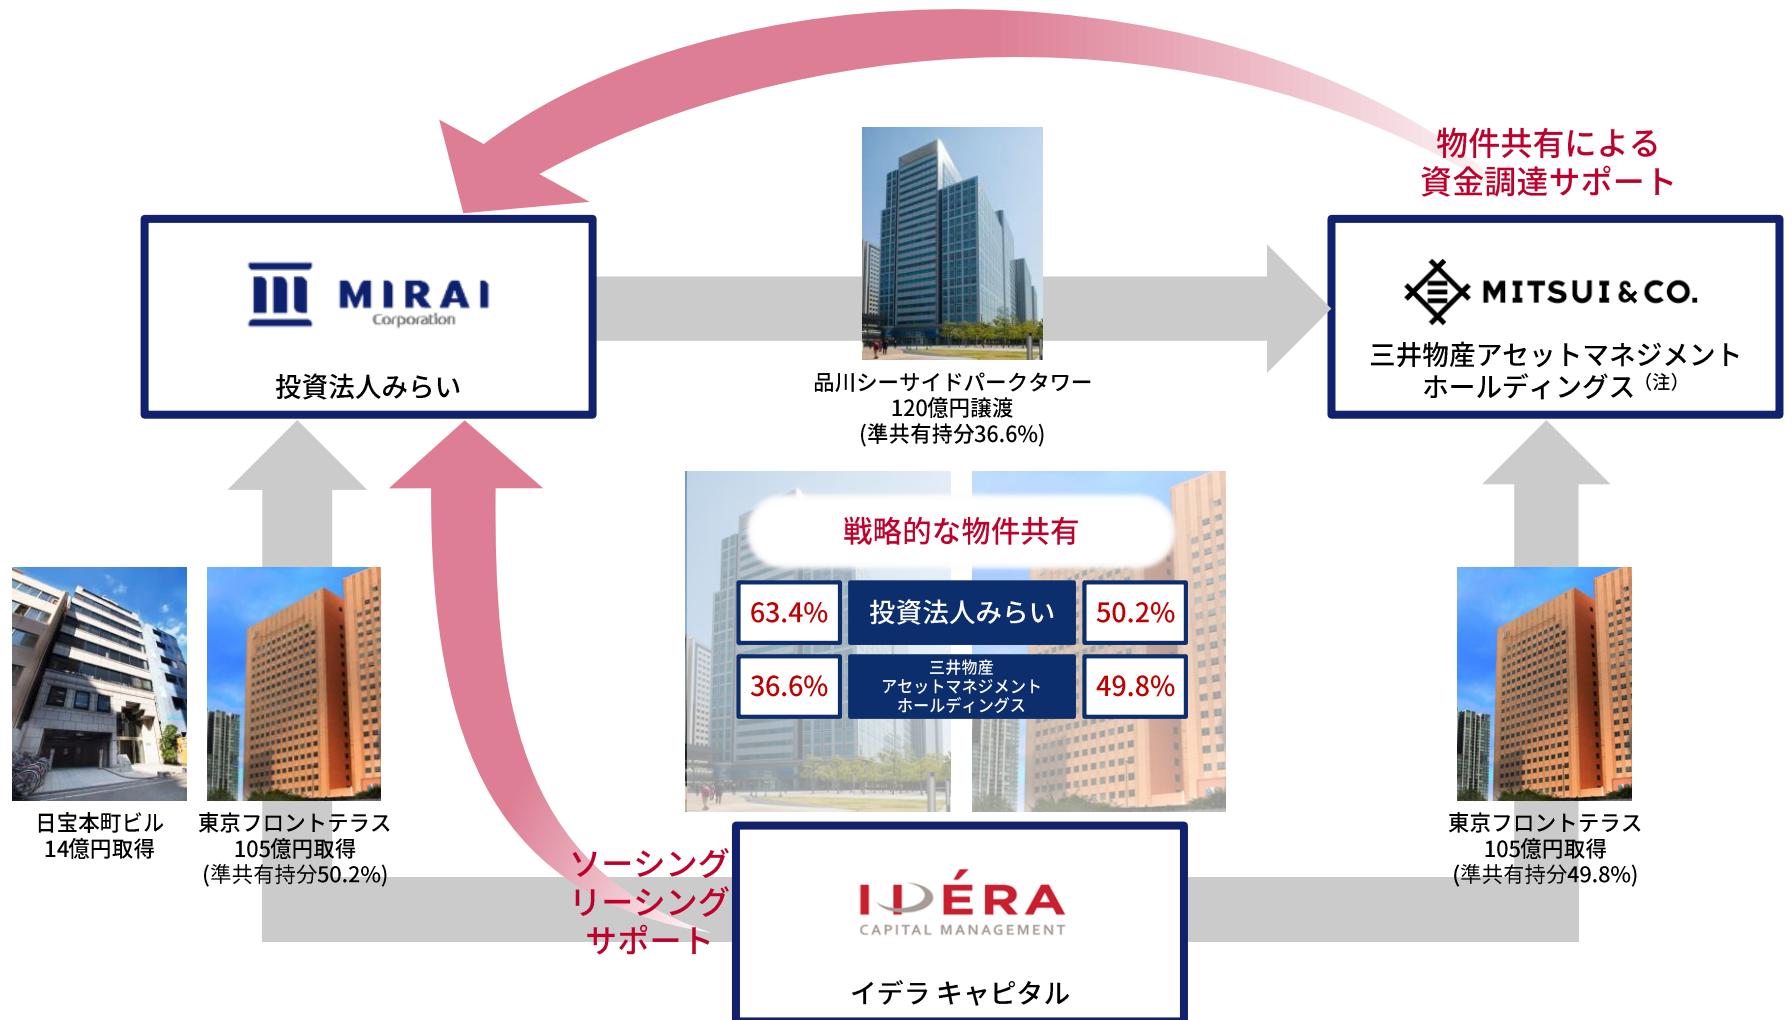 物件共有による
資金調達サポート
MIRAI
Corporation
投資法人みらい
MITSUI & CO.
三井物産アセットマネジメント
ホールディングス（注）
品川シーサイドパークタワー
120億円譲渡
(準共有持分36.6%)
戦略的な物件共有
63.4% 投資法人みらい 50.2%
三井物産
36.6% アセットマネジメント 49.8%
ホールディングス
日宝本町ビル
14億円取得
東京フロントテラス
105億円取得
(準共有持分50.2%)
東京フロントテラス
105億円取得
(準共有持分49.8%)
ソーシング
リーシング
サポート
IDÉRA
CAPITAL MANAGEMENT
イデラ キャピタル